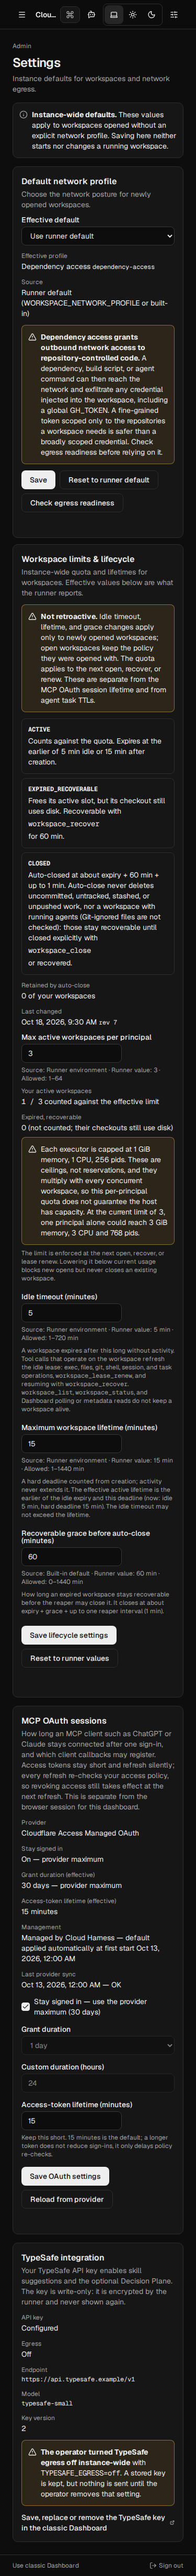 Clou...
Admin
Settings
Instance defaults for workspaces and network
egress.
Instance-wide defaults. These values
apply to workspaces opened without an
explicit network profile. Saving here neither
starts nor changes a running workspace.
Default network profile
Choose the network posture for newly
opened workspaces.
Effective default
Use runner default
Effective profile
Dependency access dependency-access
Source
Runner default
(WORKSPACE_NETWORK_PROFILE or built-
in)
Dependency access grants
outbound network access to
repository-controlled code. A
dependency, build script, or agent
command can then reach the
network and exfiltrate any credential
injected into the workspace, including
a global GH_TOKEN. A fine-grained
token scoped only to the repositories
a workspace needs is safer than a
broadly scoped credential. Check
egress readiness before relying on it.
Save
Reset to runner default
Check egress readiness
Workspace limits & lifecycle
Instance-wide quota and lifetimes for
workspaces. Effective values below are what
the runner reports.
Not retroactive. Idle timeout,
lifetime, and grace changes apply
only to newly opened workspaces;
open workspaces keep the policy
they were opened with. The quota
applies to the next open, recover, or
renew. These are separate from the
MCP OAuth session lifetime and from
agent task TTLs.
ACTIVE
Counts against the quota. Expires at the
earlier of 5 min idle or 15 min after
creation.
EXPIRED_RECOVERABLE
Frees its active slot, but its checkout still
uses disk. Recoverable with
workspace_recover
for 60 min.
CLOSED
Auto-closed at about expiry + 60 min +
up to 1 min. Auto-close never deletes
uncommitted, untracked, stashed, or
unpushed work, nor a workspace with
running agents (Git-ignored files are not
checked): those stay recoverable until
closed explicitly with
workspace_close
or recovered.
Retained by auto-close
0 of your workspaces
Last changed
Oct 18, 2026, 9:30 AM rev 7
Max active workspaces per principal
3
Source: Runner environment · Runner value: 3 ·
Allowed: 1–64
Your active workspaces
1 / 3 counted against the effective limit
Expired, recoverable
0 (not counted; their checkouts still use disk)
Each executor is capped at 1 GiB
memory, 1 CPU, 256 pids. These are
ceilings, not reservations, and they
multiply with every concurrent
workspace, so this per-principal
quota does not guarantee the host
has capacity. At the current limit of 3,
one principal alone could reach 3 GiB
memory, 3 CPU and 768 pids.
The limit is enforced at the next open, recover, or
lease renew. Lowering it below current usage
blocks new opens but never closes an existing
workspace.
Idle timeout (minutes)
5
Source: Runner environment · Runner value: 5 min ·
Allowed: 1–720 min
A workspace expires after this long without activity.
Tool calls that operate on the workspace refresh
the idle lease: exec, files, git, shell, session, and task
operations, workspace_lease_renew, and
resuming with workspace_recover.
workspace_list, workspace_status, and
Dashboard polling or metadata reads do not keep a
workspace alive.
Maximum workspace lifetime (minutes)
15
Source: Runner environment · Runner value: 15 min
· Allowed: 1–1440 min
A hard deadline counted from creation; activity
never extends it. The effective active lifetime is the
earlier of the idle expiry and this deadline (now: idle
5 min, hard deadline 15 min). The idle timeout may
not exceed the lifetime.
Recoverable grace before auto-close
(minutes)
60
Source: Built-in default · Runner value: 60 min ·
Allowed: 0–1440 min
How long an expired workspace stays recoverable
before the reaper may close it. It closes at about
expiry + grace + up to one reaper interval (1 min).
Save lifecycle settings
Reset to runner values
MCP OAuth sessions
How long an MCP client such as ChatGPT or
Claude stays connected after one sign-in,
and which client callbacks may register.
Access tokens stay short and refresh silently;
every refresh re-checks your access policy,
so revoking access still takes effect at the
next refresh. This is separate from the
browser session for this dashboard.
Provider
Cloudflare Access Managed OAuth
Stay signed in
On — provider maximum
Grant duration (effective)
30 days — provider maximum
Access-token lifetime (effective)
15 minutes
Management
Managed by Cloud Harness — default
applied automatically at first start Oct 13,
2026, 12:00 AM
Last provider sync
Oct 13, 2026, 12:00 AM — OK
Stay signed in — use the provider
maximum (30 days)
Grant duration
1 day
Custom duration (hours)
24
Access-token lifetime (minutes)
15
Keep this short. 15 minutes is the default; a longer
token does not reduce sign-ins, it only delays policy
re-checks.
Save OAuth settings
Reload from provider
TypeSafe integration
Your TypeSafe API key enables skill
suggestions and the optional Decision Plane.
The key is write-only: it is encrypted by the
runner and never shown again.
API key
Configured
Egress
Off
Endpoint
https://api.typesafe.example/v1
Model
typesafe-small
Key version
2
The operator turned TypeSafe
egress off instance-wide with
TYPESAFE_EGRESS=off. A stored key
is kept, but nothing is sent until the
operator removes that setting.
Save, replace or remove the TypeSafe key
in the classic Dashboard
Use classic Dashboard
Sign out